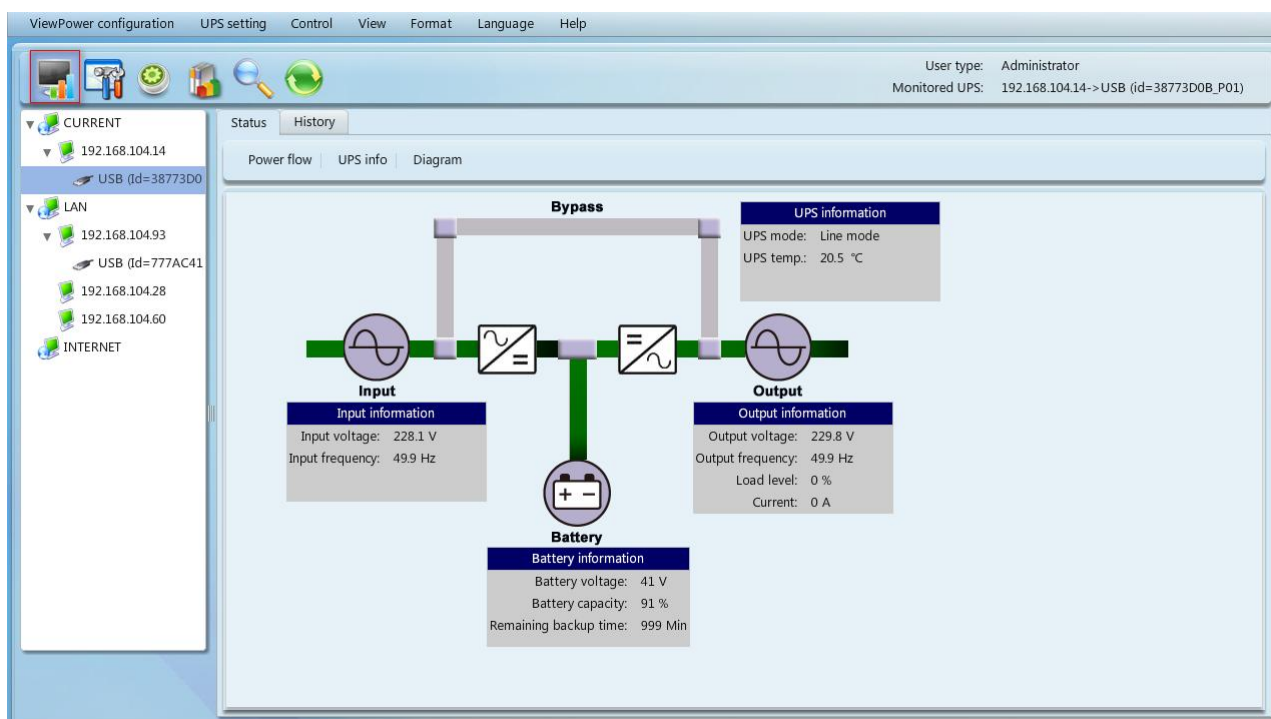 ViewPower configuration UPS setting Control View Format Language Help
User type: Administrator
Monitored UPS: 192.168.104.14->USB (id=38773D0B_P01)
CURRENT
192.168.104.14
USB (Id=38773D0
LAN
192.168.104.93
USB (Id=777AC41
192.168.104.28
192.168.104.60
INTERNET
Status History
Power flow UPS info Diagram
Bypass
UPS information
UPS mode: Line mode
UPS temp.: 20.5 ℃
Input
Input information
Input voltage: 228.1 V
Input frequency: 49.9 Hz
Output
Output information
Output voltage: 229.8 V
Output frequency: 49.9 Hz
Load level: 0 %
Current: 0 A
Battery
Battery information
Battery voltage: 41 V
Battery capacity: 91 %
Remaining backup time: 999 Min